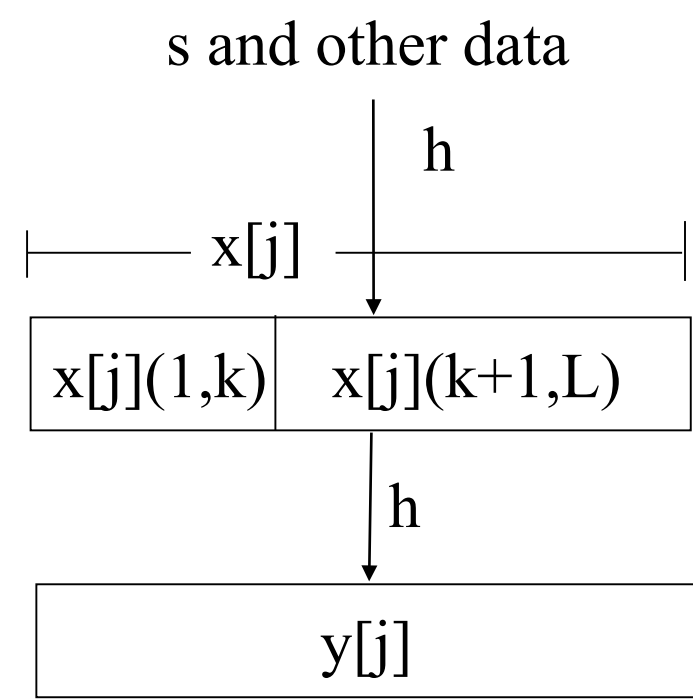 s and other data
h
x[j]
x[j](1,k) x[j](k+1,L)
h
y[j]